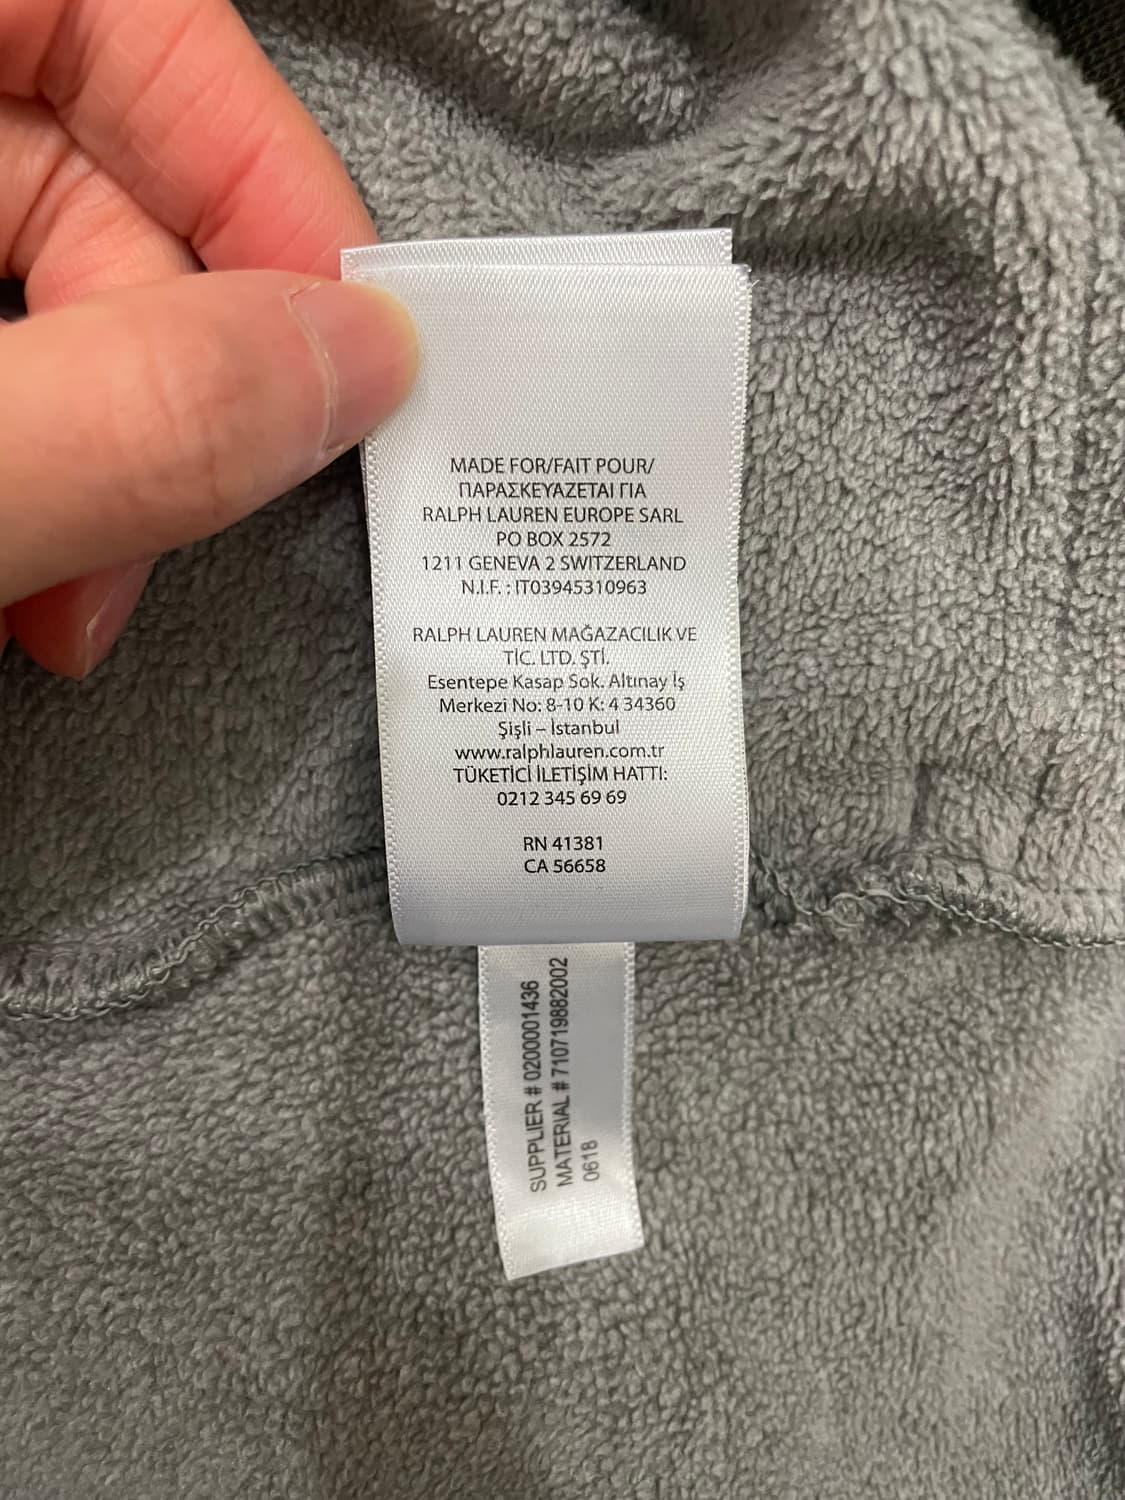 MADE FOR/FAIT POUR/
ΠΑΡΑΣΚΕΥΑΖΕΤΑΙ ΓΙΑ
RALPH LAUREN EUROPE SARL
PO BOX 2572
1211 GENEVA 2 SWITZERLAND
N.I.F. : IT03945310963
RALPH LAUREN MAĞAZACILIK VE
TİC. LTD. ŞTİ.
Esentepe Kasap Sok. Altınay İş
Merkezi No: 8-10 K: 4 34360
Şişli – İstanbul
www.ralphlauren.com.tr
TÜKETİCİ İLETİŞİM HATTI:
0212 345 69 69
RN 41381
CA 56658
SUPPLIER # 0200001436
MATERIAL # 710719882002
0618